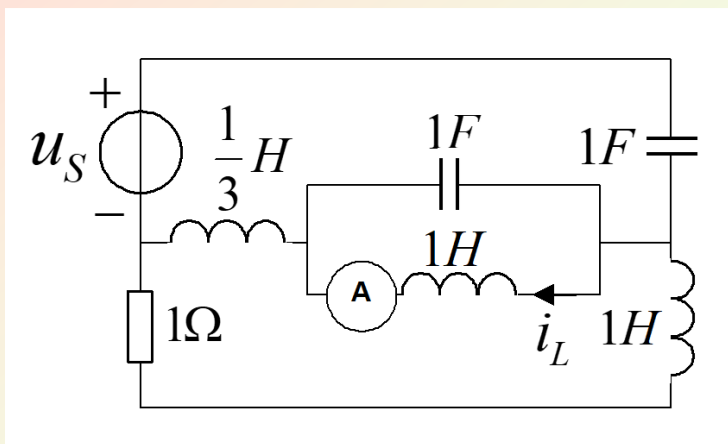 +
u_S
−
1/3 H
1F
1F
1H
A
i_L
1H
1Ω